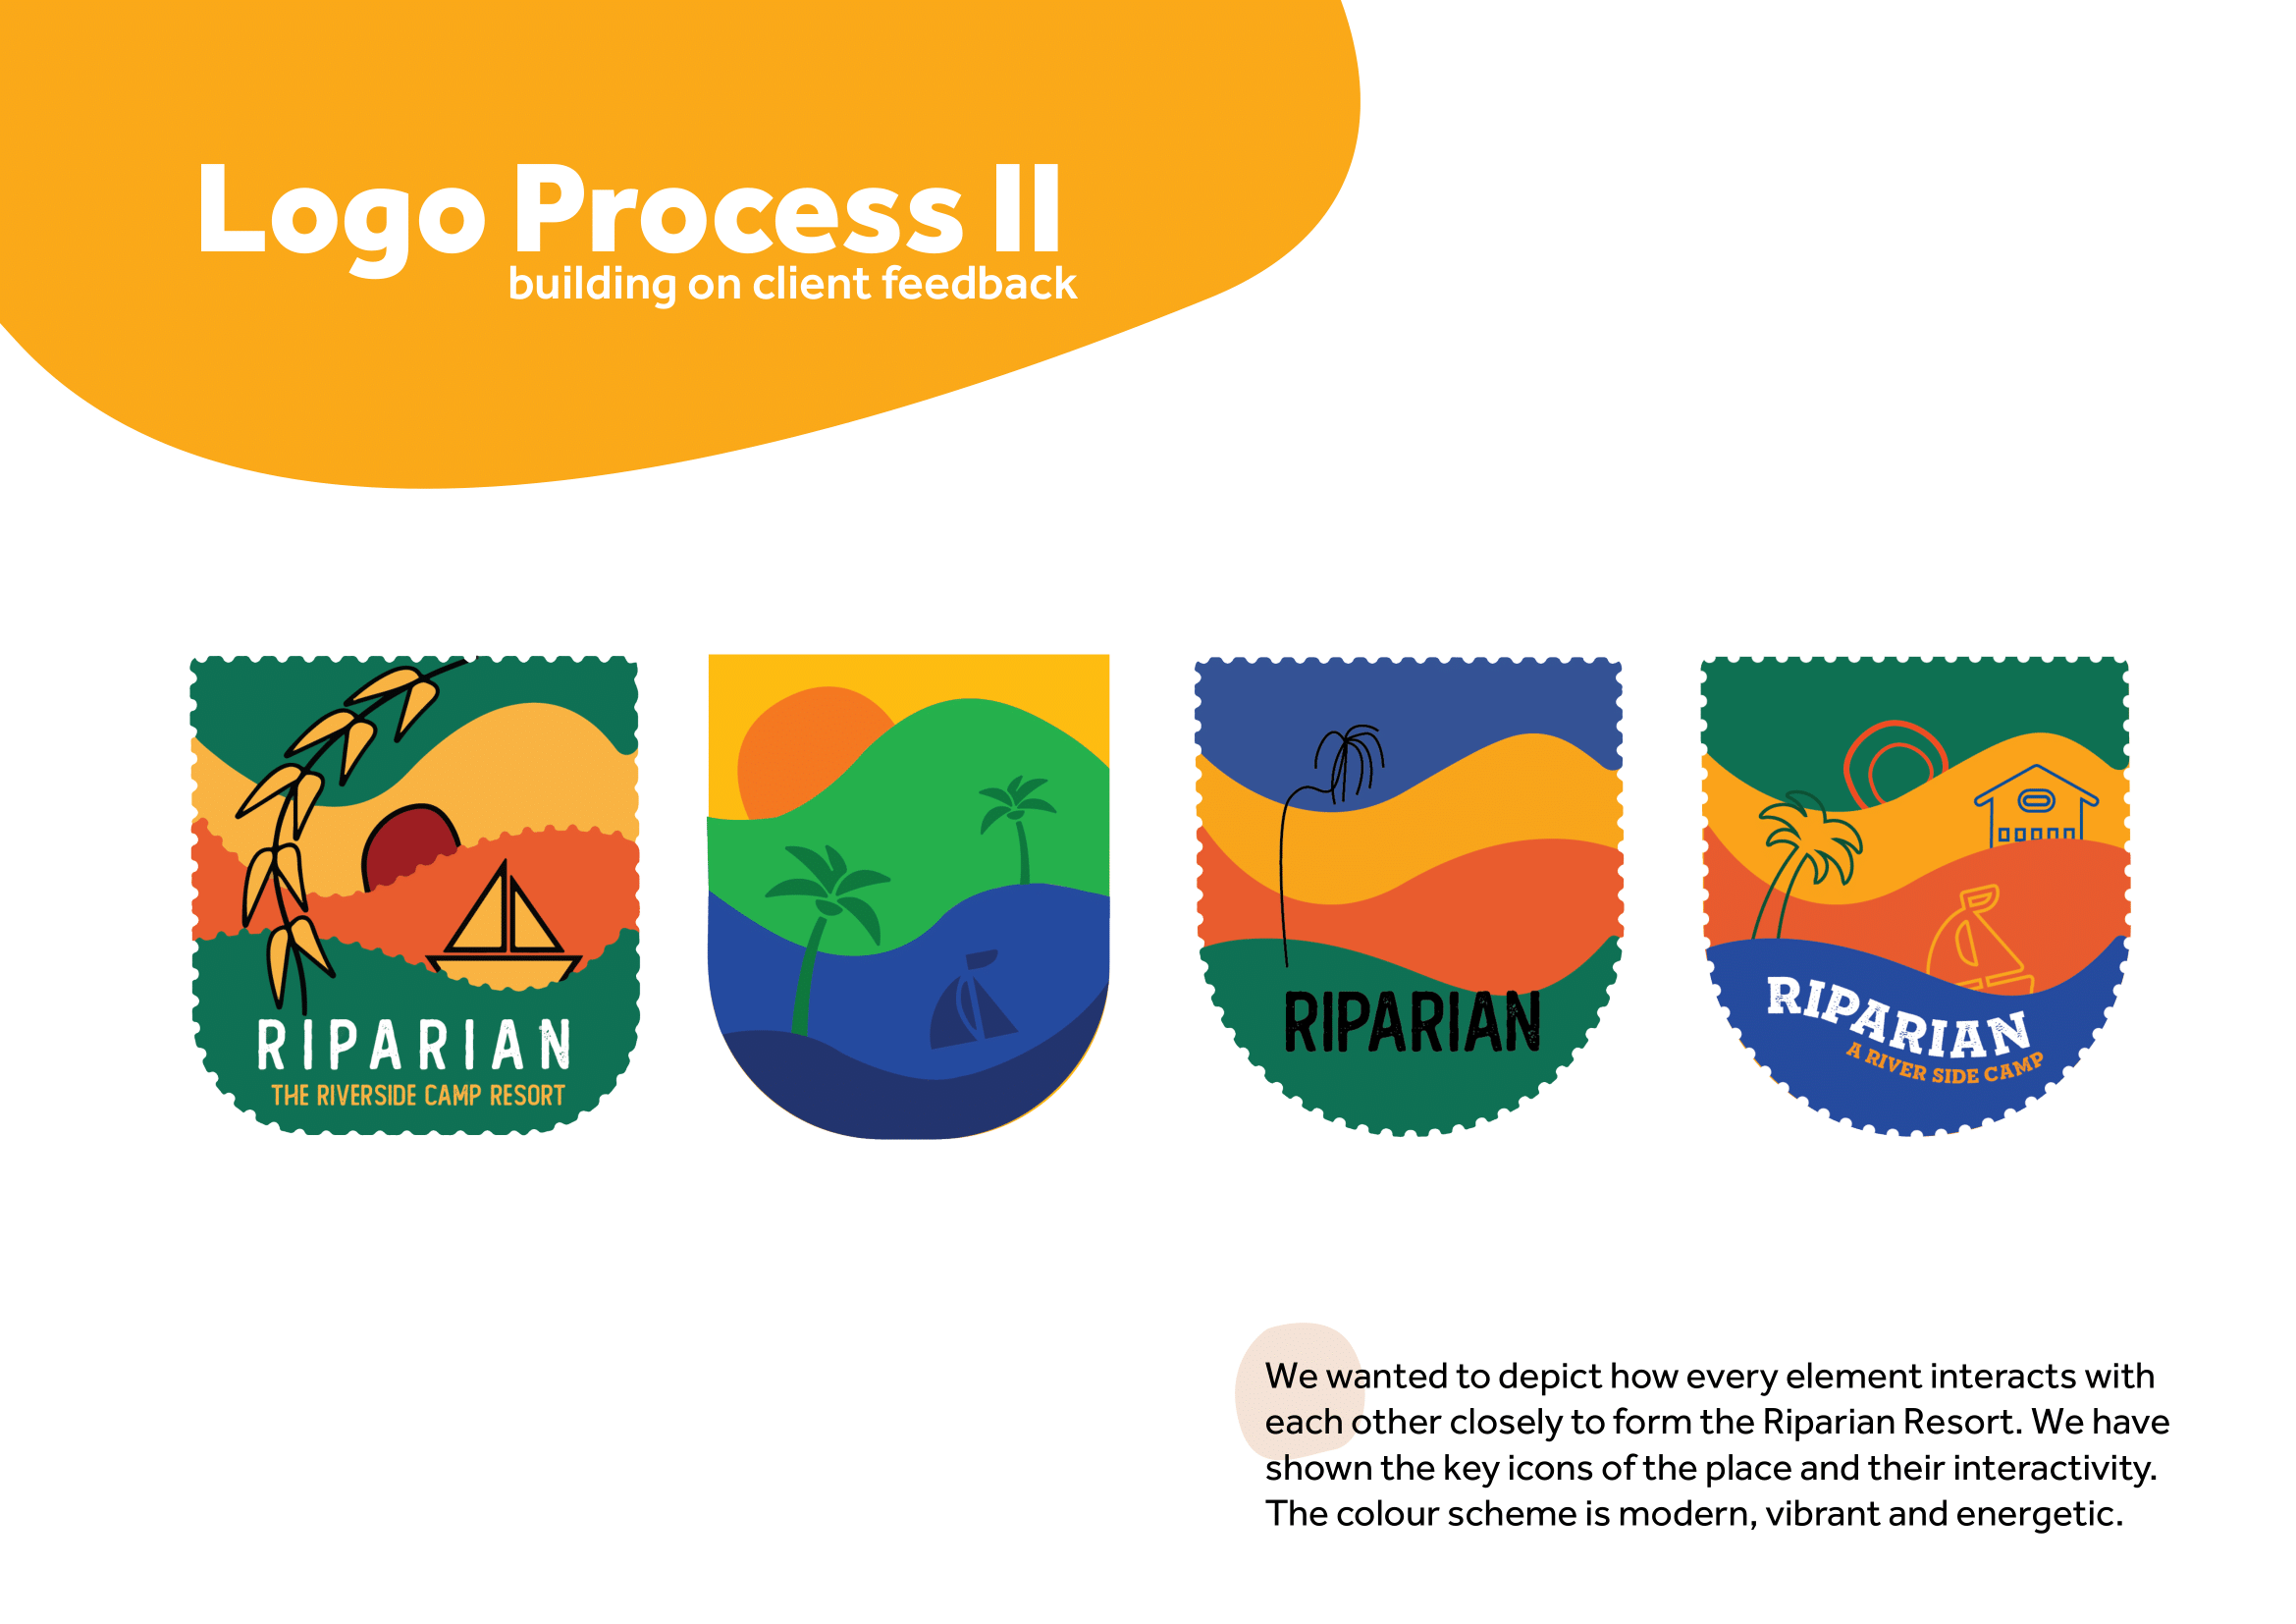 Logo Process II
building on client feedback
RIPARIAN
THE RIVERSIDE CAMP RESORT
RIPARIAN
RIPARIAN
A RIVER SIDE CAMP
We wanted to depict how every element interacts with
each other closely to form the Riparian Resort. We have
shown the key icons of the place and their interactivity.
The colour scheme is modern, vibrant and energetic.